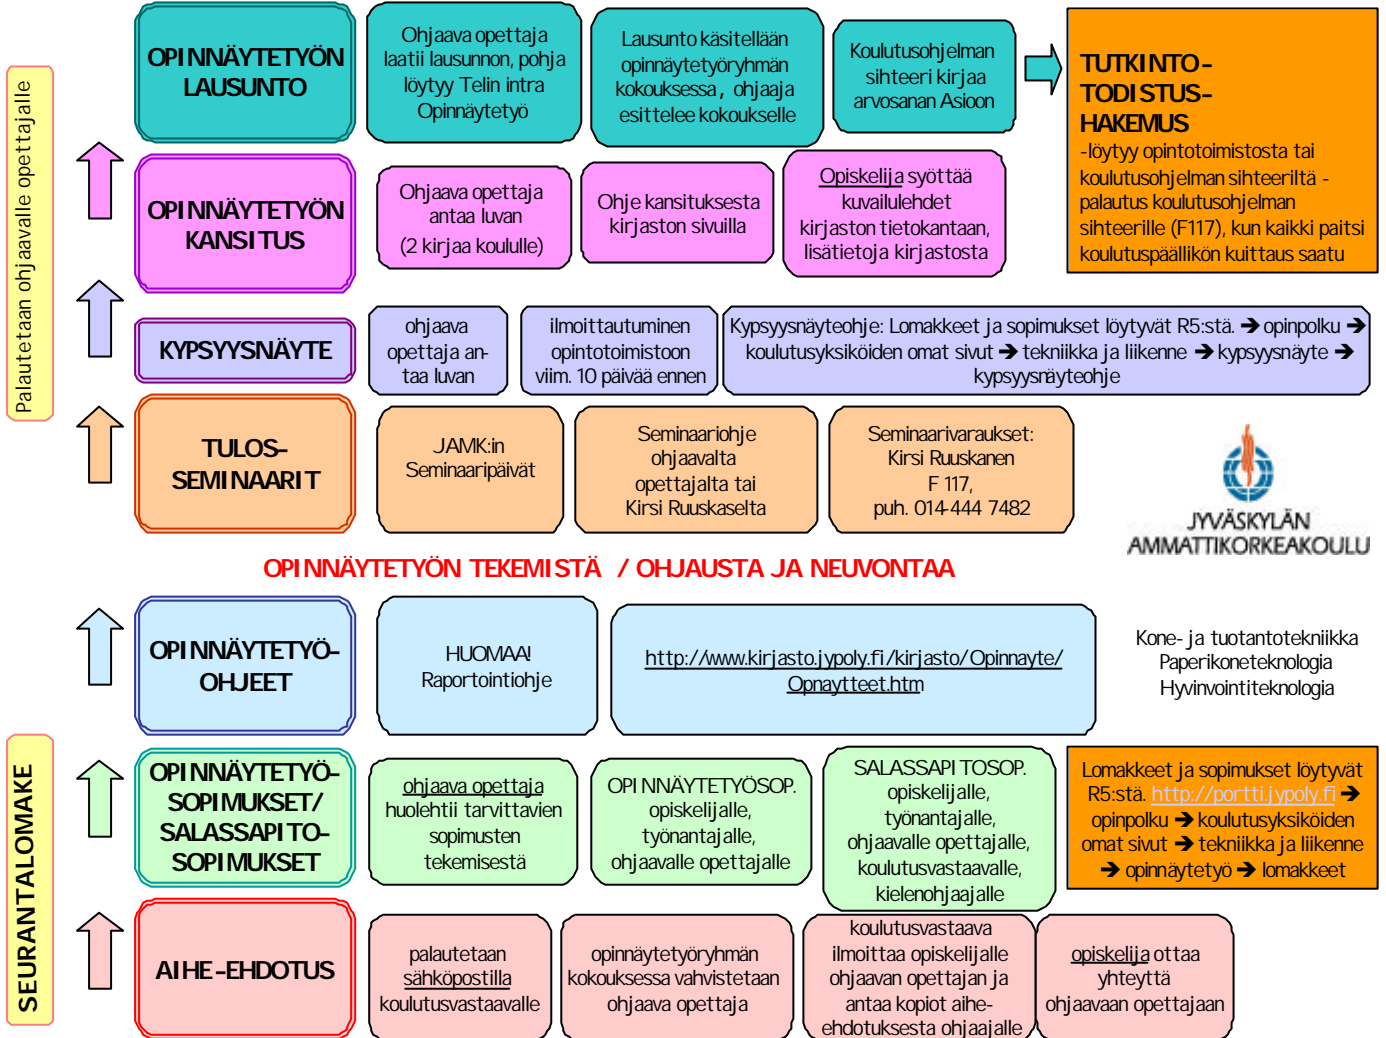 Palautetaan ohjaavalle opettajalle
OPINNÄYTETYÖN
LAUSUNTO
Ohjaava opettaja
laatii lausunnon, pohja
löytyy Telin intra
Opinnäytetyö
Lausunto käsitellään
opinnäytetyöryhmän
kokouksessa, ohjaaja
esittelee kokoukselle
Koulutusohjelman
sihteeri kirjaa
arvosanan Asioon
TUTKINTO-
TODISTUS-
HAKEMUS
-löytyy opintotoimistosta tai
koulutusohjelman sihteeriltä -
palautus koulutusohjelman
sihteerille (F117), kun kaikki paitsi
koulutuspäällikön kuittaus saatu
OPINNÄYTETYÖN
KANSITUS
Ohjaava opettaja
antaa luvan
(2 kirjaa koululle)
Ohje kansituksesta
kirjaston sivuilla
Opiskelija syöttää
kuvailulehdet
kirjaston tietokantaan,
lisätietoja kirjastosta
KYPSYYSNÄYTE
ohjaava
opettaja an-
taa luvan
ilmoittautuminen
opintotoimistoon
viim. 10 päivää ennen
Kypsyysnäyteohje: Lomakkeet ja sopimukset löytyvät R5:stä. ➔ opinpolku ➔
koulutusyksiköiden omat sivut ➔ tekniikka ja liikenne ➔ kypsyysnäyte ➔
kypsyysnäyteohje
TULOS-
SEMINAARIT
JAMK:in
Seminaaripäivät
Seminaariohje
ohjaavalta
opettajalta tai
Kirsi Ruuskaselta
Seminaarivaraukset:
Kirsi Ruuskanen
F 117,
puh. 014-444 7482
JYVÄSKYLÄN
AMMATTIKORKEAKOULU
OPINNÄYTETYÖN TEKEMISTÄ / OHJAUSTA JA NEUVONTAA
OPINNÄYTETYÖ-
OHJEET
HUOMAA!
Raportointiohje
http://www.kirjasto.jypoly.fi/kirjasto/Opinnayte/
Opnaytteet.htm
Kone- ja tuotantotekniikka
Paperikoneteknologia
Hyvinvointiteknologia
SEURANTALOMAKE
OPINNÄYTETYÖ-
SOPIMUKSET/
SALASSAPITO-
SOPIMUKSET
ohjaava opettaja
huolehtii tarvittavien
sopimusten
tekemisestä
OPINNÄYTETYÖSOP.
opiskelijalle,
työnantajalle,
ohjaavalle opettajalle
SALASSAPITOSOP.
opiskelijalle,
työnantajalle,
ohjaavalle opettajalle,
koulutusvastaavalle,
kielenohjaajalle
Lomakkeet ja sopimukset löytyvät
R5:stä. http://portti.jypoly.fi ➔
opinpolku ➔ koulutusyksiköiden
omat sivut ➔ tekniikka ja liikenne
➔ opinnäytetyö ➔ lomakkeet
AIHE-EHDOTUS
palautetaan
sähköpostilla
koulutusvastaavalle
opinnäytetyöryhmän
kokouksessa vahvistetaan
ohjaava opettaja
koulutusvastaava
ilmoittaa opiskelijalle
ohjaavan opettajan ja
antaa kopiot aihe-
ehdotuksesta ohjaajalle
opiskelija ottaa
yhteyttä
ohjaavaan opettajaan